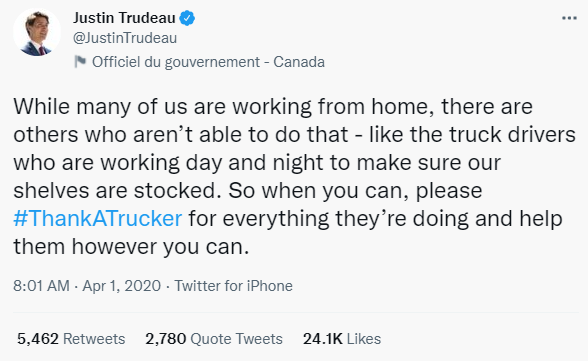 Justin Trudeau
@JustinTrudeau
Officiel du gouvernement - Canada
While many of us are working from home, there are
others who aren’t able to do that - like the truck drivers
who are working day and night to make sure our
shelves are stocked. So when you can, please
#ThankATrucker for everything they’re doing and help
them however you can.
8:01 AM · Apr 1, 2020 · Twitter for iPhone
5,462 Retweets 2,780 Quote Tweets 24.1K Likes